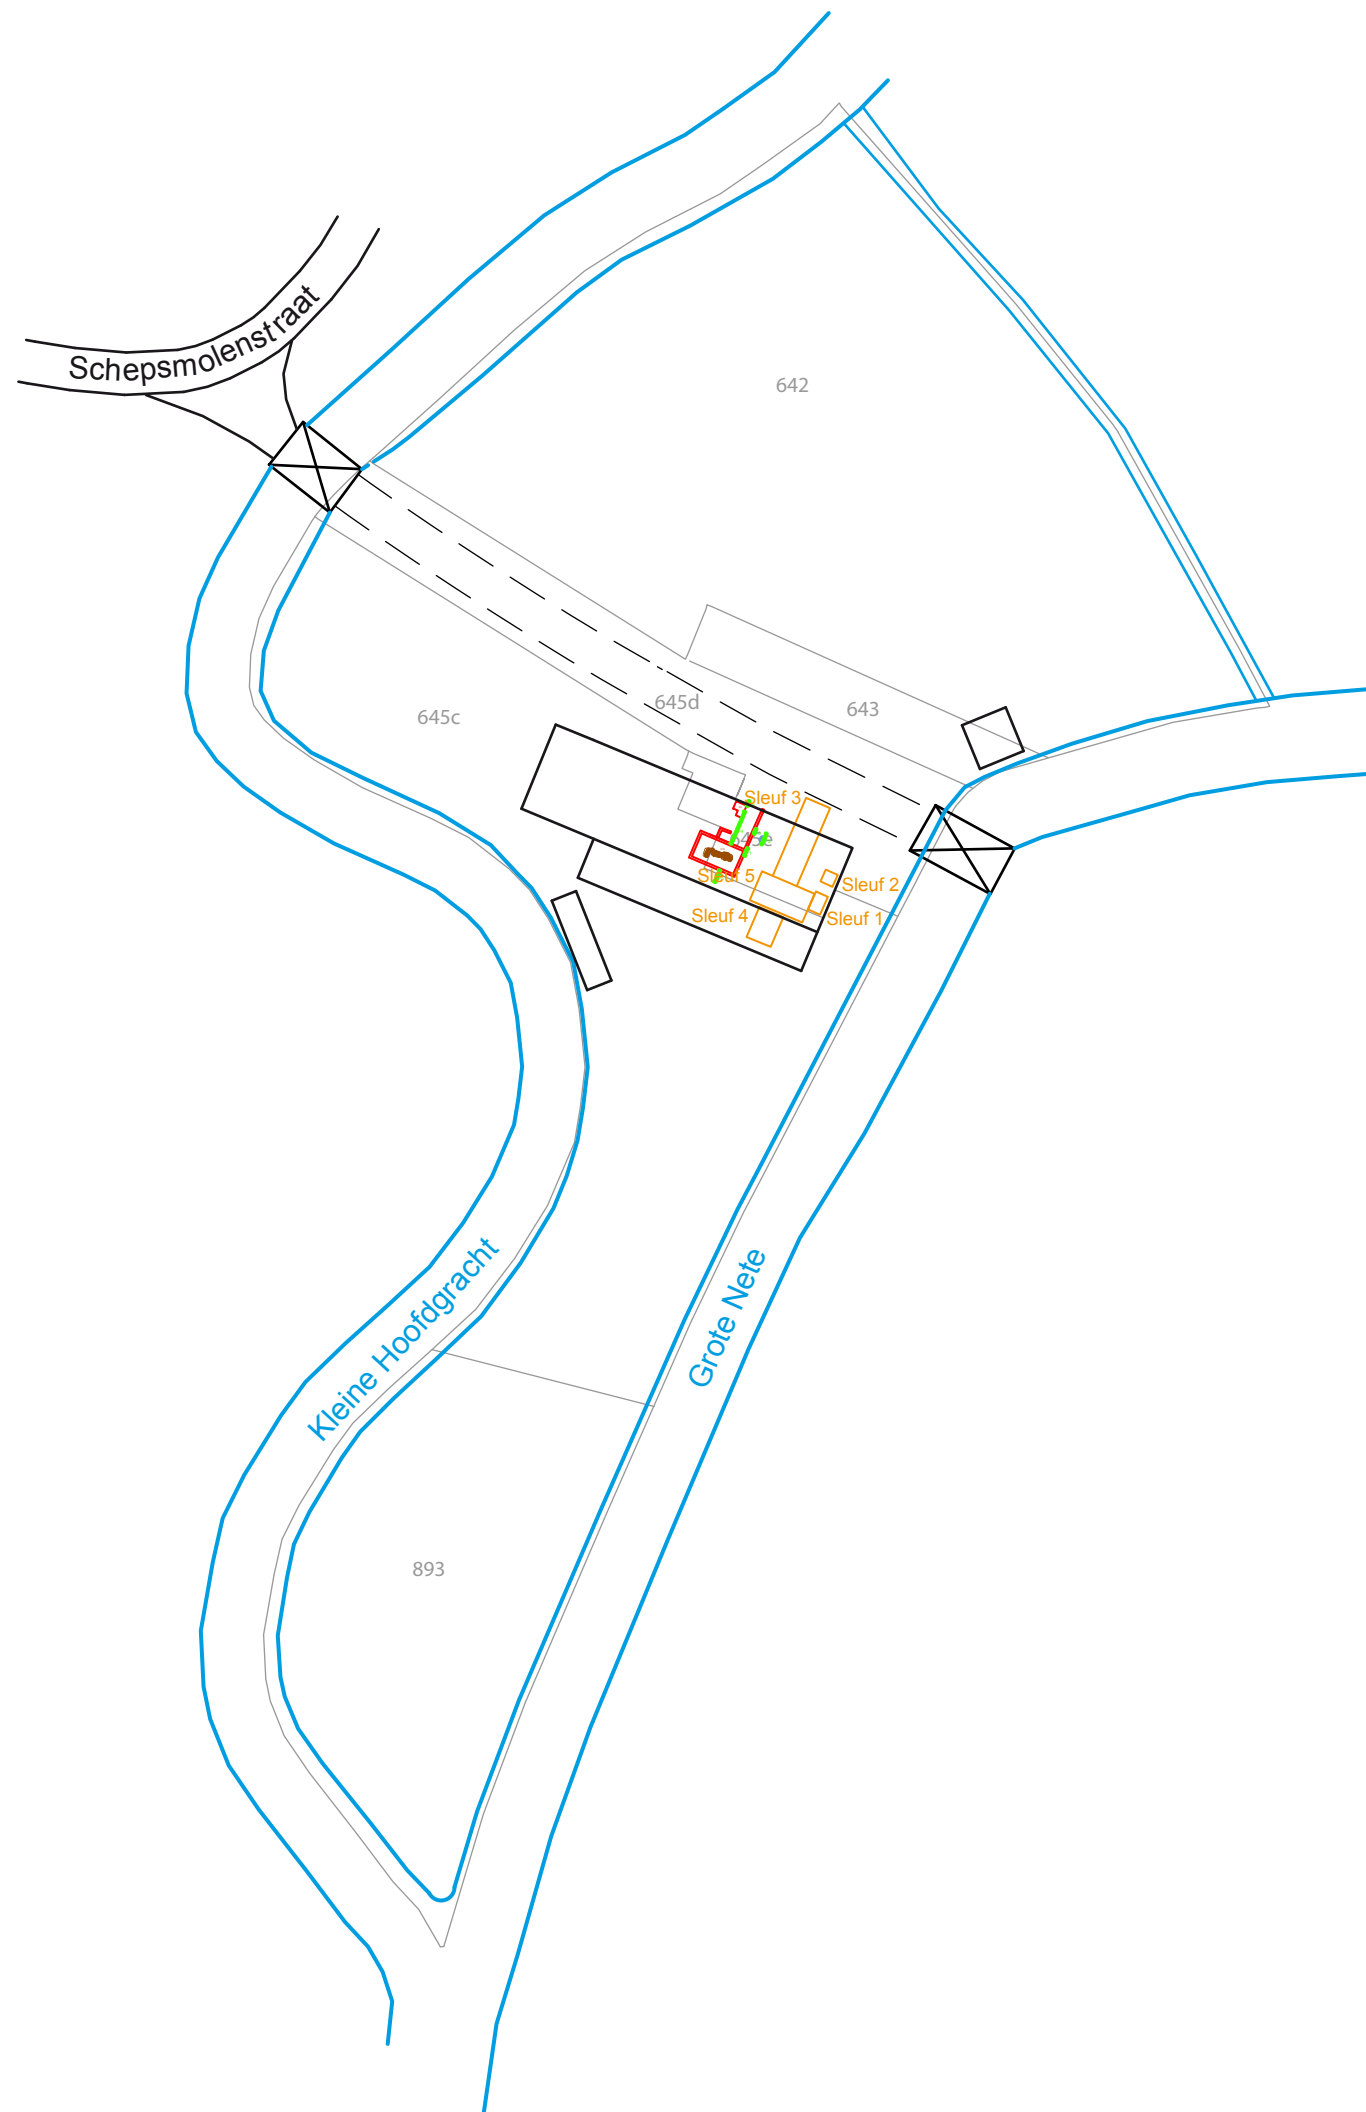 Schepsmolenstraat
642
645d
643
645c
Sleuf 3
645e
Sleuf 5
Sleuf 2
Sleuf 4
Sleuf 1
Kleine Hoofdgracht
Grote Nete
893